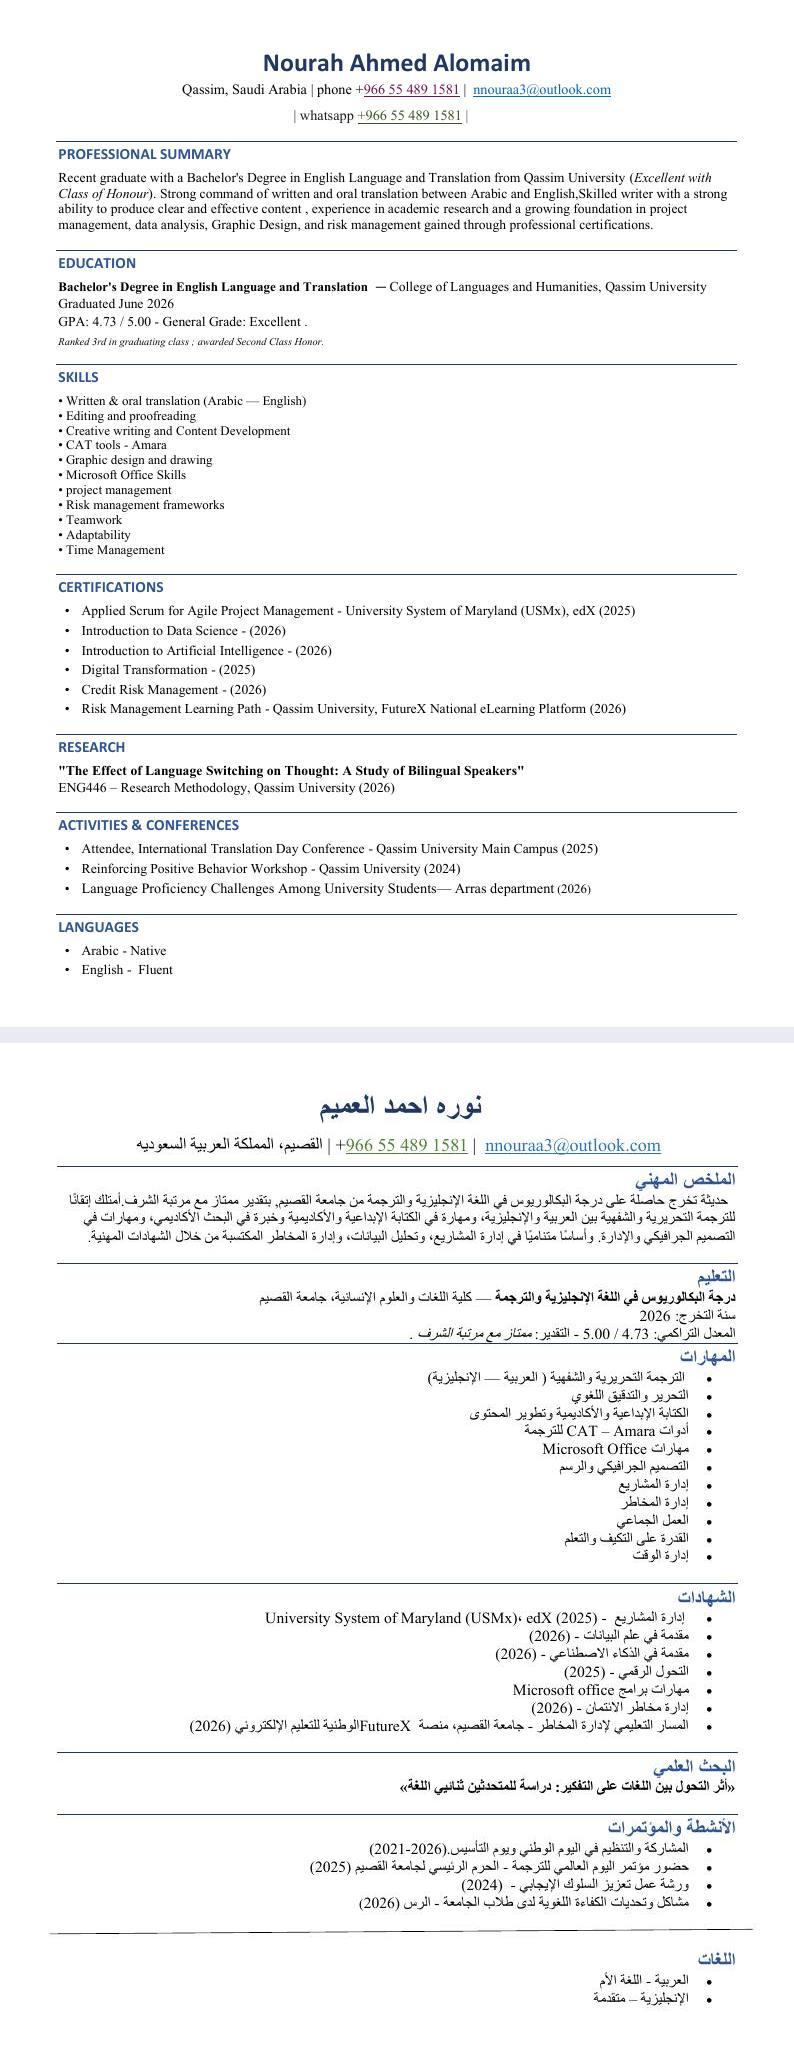 Nourah Ahmed Alomaim
Qassim, Saudi Arabia | phone +966 55 489 1581 | nnouraa3@outlook.com
| whatsapp +966 55 489 1581 |
PROFESSIONAL SUMMARY
Recent graduate with a Bachelor's Degree in English Language and Translation from Qassim University (Excellent with
Class of Honour). Strong command of written and oral translation between Arabic and English,Skilled writer with a strong
ability to produce clear and effective content , experience in academic research and a growing foundation in project
management, data analysis, Graphic Design, and risk management gained through professional certifications.
EDUCATION
Bachelor's Degree in English Language and Translation — College of Languages and Humanities, Qassim University
Graduated June 2026
GPA: 4.73 / 5.00 - General Grade: Excellent .
Ranked 3rd in graduating class ; awarded Second Class Honor.
SKILLS
• Written & oral translation (Arabic — English)
• Editing and proofreading
• Creative writing and Content Development
• CAT tools - Amara
• Graphic design and drawing
• Microsoft Office Skills
• project management
• Risk management frameworks
• Teamwork
• Adaptability
• Time Management
CERTIFICATIONS
• Applied Scrum for Agile Project Management - University System of Maryland (USMx), edX (2025)
• Introduction to Data Science - (2026)
• Introduction to Artificial Intelligence - (2026)
• Digital Transformation - (2025)
• Credit Risk Management - (2026)
• Risk Management Learning Path - Qassim University, FutureX National eLearning Platform (2026)
RESEARCH
"The Effect of Language Switching on Thought: A Study of Bilingual Speakers"
ENG446 – Research Methodology, Qassim University (2026)
ACTIVITIES & CONFERENCES
• Attendee, International Translation Day Conference - Qassim University Main Campus (2025)
• Reinforcing Positive Behavior Workshop - Qassim University (2024)
• Language Proficiency Challenges Among University Students— Arras department (2026)
LANGUAGES
• Arabic - Native
• English - Fluent
نوره احمد العميم
القصيم، المملكة العربية السعوديه | +966 55 489 1581 | nnouraa3@outlook.com
الملخص المهني
حديثة تخرج حاصلة على درجة البكالوريوس في اللغة الإنجليزية والترجمة من جامعة القصيم, بتقدير ممتاز مع مرتبة الشرف.أمتلك إتقانًا
للترجمة التحريرية والشفهية بين العربية والإنجليزية، ومهارة في الكتابة الإبداعية والأكاديمية وخبرة في البحث الأكاديمي، ومهارات في
التصميم الجرافيكي والإدارة. وأساسًا متناميًا في إدارة المشاريع، وتحليل البيانات، وإدارة المخاطر المكتسبة من خلال الشهادات المهنية.
التعليم
درجة البكالوريوس في اللغة الإنجليزية والترجمة — كلية اللغات والعلوم الإنسانية، جامعة القصيم
سنة التخرج: 2026
المعدل التراكمي: 4.73 / 5.00 - التقدير: ممتاز مع مرتبة الشرف .
المهارات
• الترجمة التحريرية والشفهية ( العربية — الإنجليزية)
• التحرير والتدقيق اللغوي
• الكتابة الإبداعية والأكاديمية وتطوير المحتوى
• أدوات CAT – Amara للترجمة
• مهارات Microsoft Office
• التصميم الجرافيكي والرسم
• إدارة المشاريع
• إدارة المخاطر
• العمل الجماعي
• القدرة على التكيف والتعلم
• إدارة الوقت
الشهادات
• إدارة المشاريع - University System of Maryland (USMx)، edX (2025)
• مقدمة في علم البيانات - (2026)
• مقدمة في الذكاء الاصطناعي - (2026)
• التحول الرقمي - (2025)
• مهارات برامج Microsoft office
• إدارة مخاطر الائتمان - (2026)
• المسار التعليمي لإدارة المخاطر - جامعة القصيم، منصة FutureXالوطنية للتعليم الإلكتروني (2026)
البحث العلمي
«أثر التحول بين اللغات على التفكير: دراسة للمتحدثين ثنائيي اللغة»
الأنشطة والمؤتمرات
• المشاركة والتنظيم في اليوم الوطني ويوم التأسيس.(2026-2021)
• حضور مؤتمر اليوم العالمي للترجمة - الحرم الرئيسي لجامعة القصيم (2025)
• ورشة عمل تعزيز السلوك الإيجابي - (2024)
• مشاكل وتحديات الكفاءة اللغوية لدى طلاب الجامعة - الرس (2026)
اللغات
• العربية - اللغة الأم
• الإنجليزية – متقدمة